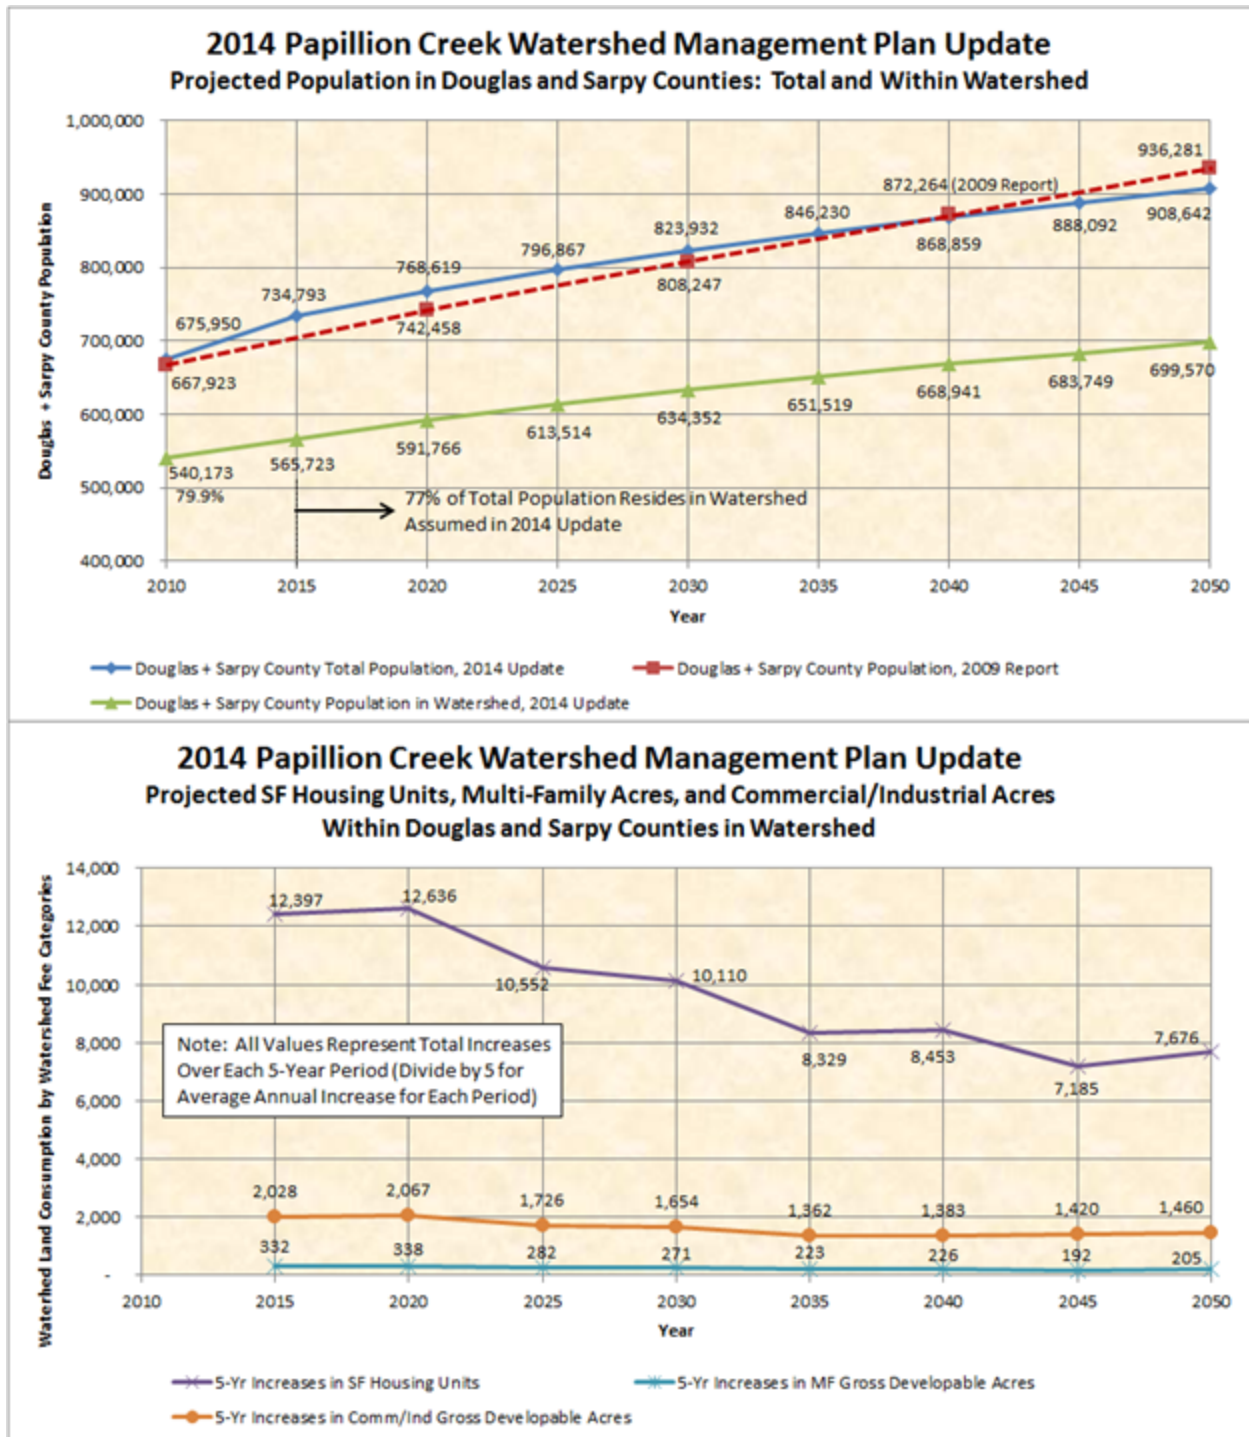 2014 Papillion Creek Watershed Management Plan Update
Projected Population in Douglas and Sarpy Counties: Total and Within Watershed
Douglas + Sarpy County Population
1,000,000
900,000
800,000
700,000
600,000
500,000
400,000
675,950
734,793
768,619
796,867
823,932
846,230
872,264 (2009 Report)
936,281
667,923
742,458
808,247
868,859
888,092
908,642
540,173
79.9%
565,723
591,766
613,514
634,352
651,519
668,941
683,749
699,570
77% of Total Population Resides in Watershed
Assumed in 2014 Update
2010 2015 2020 2025 2030 2035 2040 2045 2050
Year
Douglas + Sarpy County Total Population, 2014 Update
Douglas + Sarpy County Population, 2009 Report
Douglas + Sarpy County Population in Watershed, 2014 Update
2014 Papillion Creek Watershed Management Plan Update
Projected SF Housing Units, Multi-Family Acres, and Commercial/Industrial Acres
Within Douglas and Sarpy Counties in Watershed
Waterhed Land Consumption by Watershed Fee Categories
14,000
12,000
10,000
8,000
6,000
4,000
2,000
-
12,397
12,636
10,552
10,110
8,329
8,453
7,185
7,676
Note: All Values Represent Total Increases
Over Each 5-Year Period (Divide by 5 for
Average Annual Increase for Each Period)
2,028
2,067
1,726
1,654
1,362
1,383
1,420
1,460
332
338
282
271
223
226
192
205
2010 2015 2020 2025 2030 2035 2040 2045 2050
Year
5-Yr Increases in SF Housing Units
5-Yr Increases in MF Gross Developable Acres
5-Yr Increases in Comm/Ind Gross Developable Acres